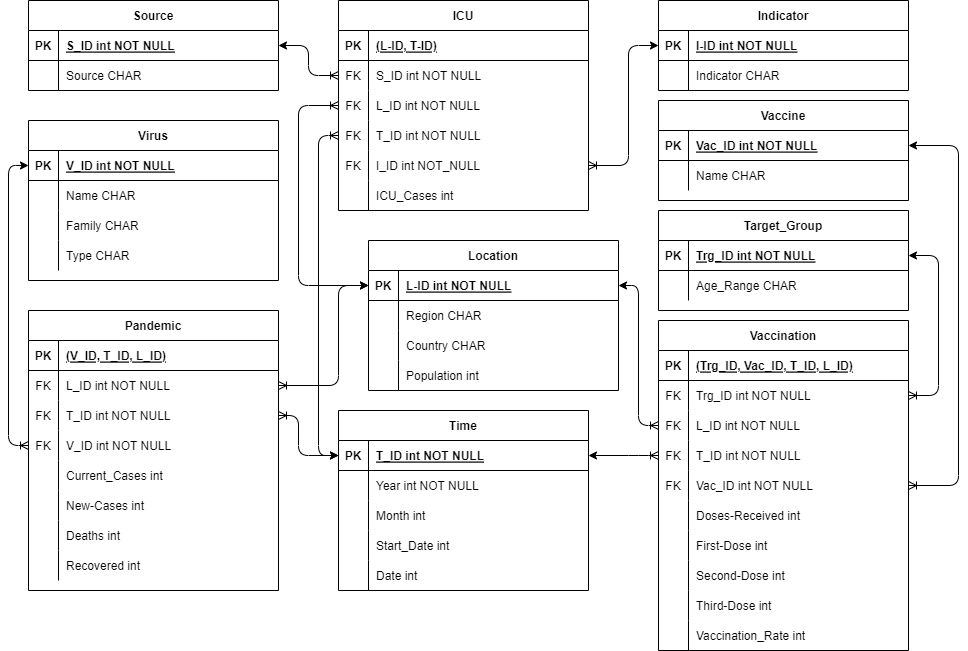 Source
PK S_ID int NOT NULL
Source CHAR
Virus
PK V_ID int NOT NULL
Name CHAR
Family CHAR
Type CHAR
Pandemic
PK (V_ID, T_ID, L_ID)
FK L_ID int NOT NULL
FK T_ID int NOT NULL
FK V_ID int NOT NULL
Current_Cases int
New-Cases int
Deaths int
Recovered int
ICU
PK (L-ID, T-ID)
FK S_ID int NOT NULL
FK L_ID int NOT NULL
FK T_ID int NOT NULL
FK I_ID int NOT_NULL
ICU_Cases int
Location
PK L-ID int NOT NULL
Region CHAR
Country CHAR
Population int
Time
PK T_ID int NOT NULL
Year int NOT NULL
Month int
Start_Date int
Date int
Indicator
PK I-ID int NOT NULL
Indicator CHAR
Vaccine
PK Vac_ID int NOT NULL
Name CHAR
Target_Group
PK Trg_ID int NOT NULL
Age_Range CHAR
Vaccination
PK (Trg_ID, Vac_ID, T_ID, L_ID)
FK Trg_ID int NOT NULL
FK L_ID int NOT NULL
FK T_ID int NOT NULL
FK Vac_ID int NOT NULL
Doses-Received int
First-Dose int
Second-Dose int
Third-Dose int
Vaccination_Rate int